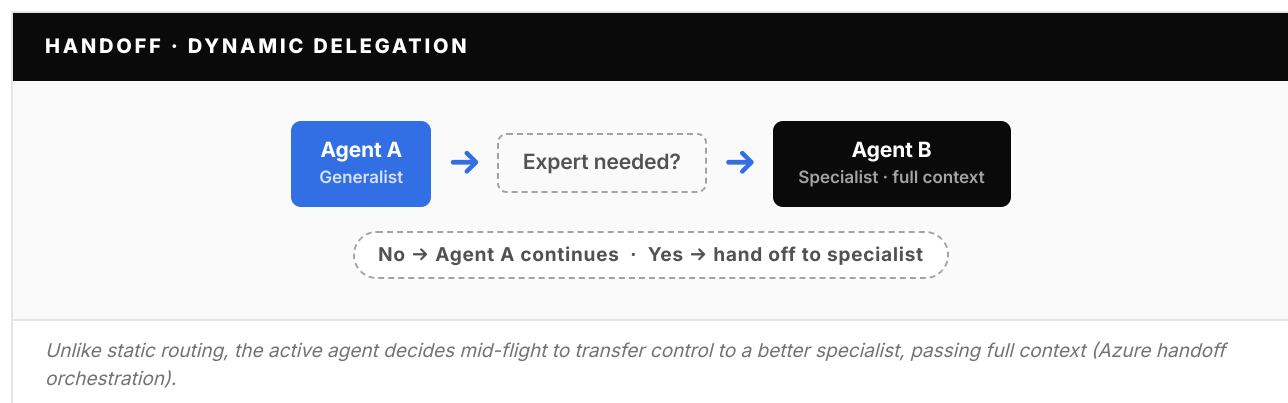 HANDOFF · DYNAMIC DELEGATION
Agent A
Generalist
→
Expert needed?
→
Agent B
Specialist · full context
No → Agent A continues · Yes → hand off to specialist
Unlike static routing, the active agent decides mid-flight to transfer control to a better specialist, passing full context (Azure handoff
orchestration).